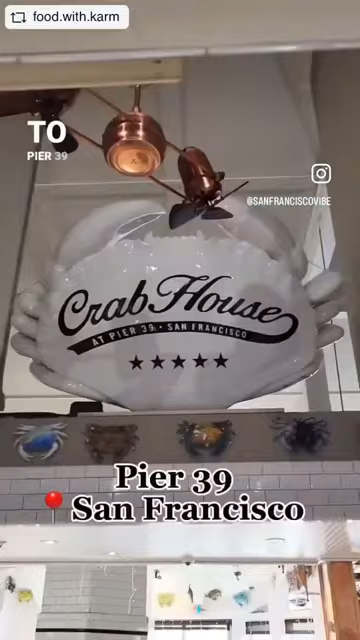 food.with.karm
TO
PIER 39
@SANFRANCISCOVIBE
Crab House
AT PIER 39 • SAN FRANCISCO
★★★★★
Pier 39
📍San Francisco